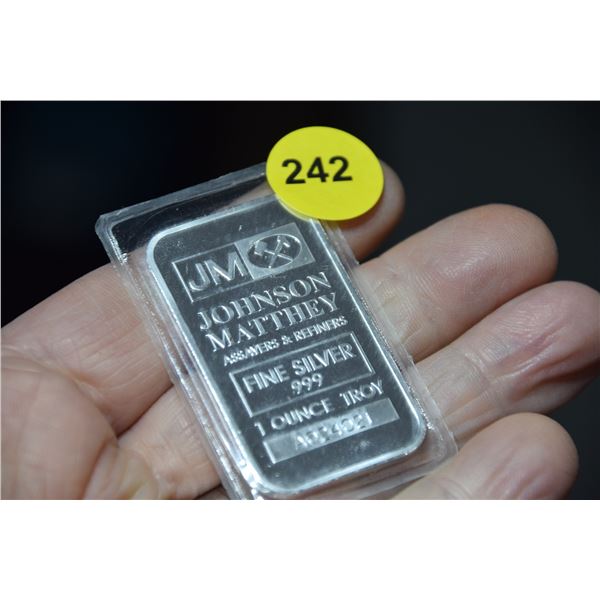 242
JM
JOHNSON
MATTHEY
ASSAYERS & REFINERS
FINE SILVER
999
1 OUNCE TROY